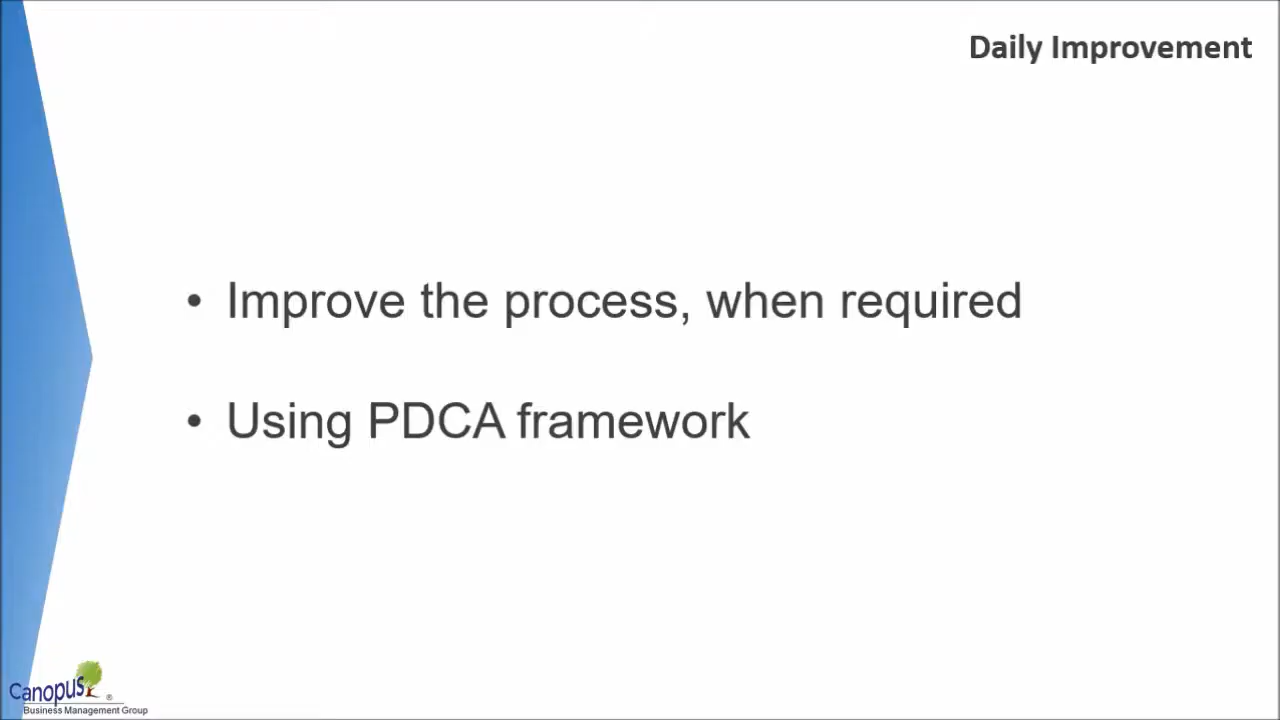 Daily Improvement
• Improve the process, when required
• Using PDCA framework
Canopus ®
Business Management Group